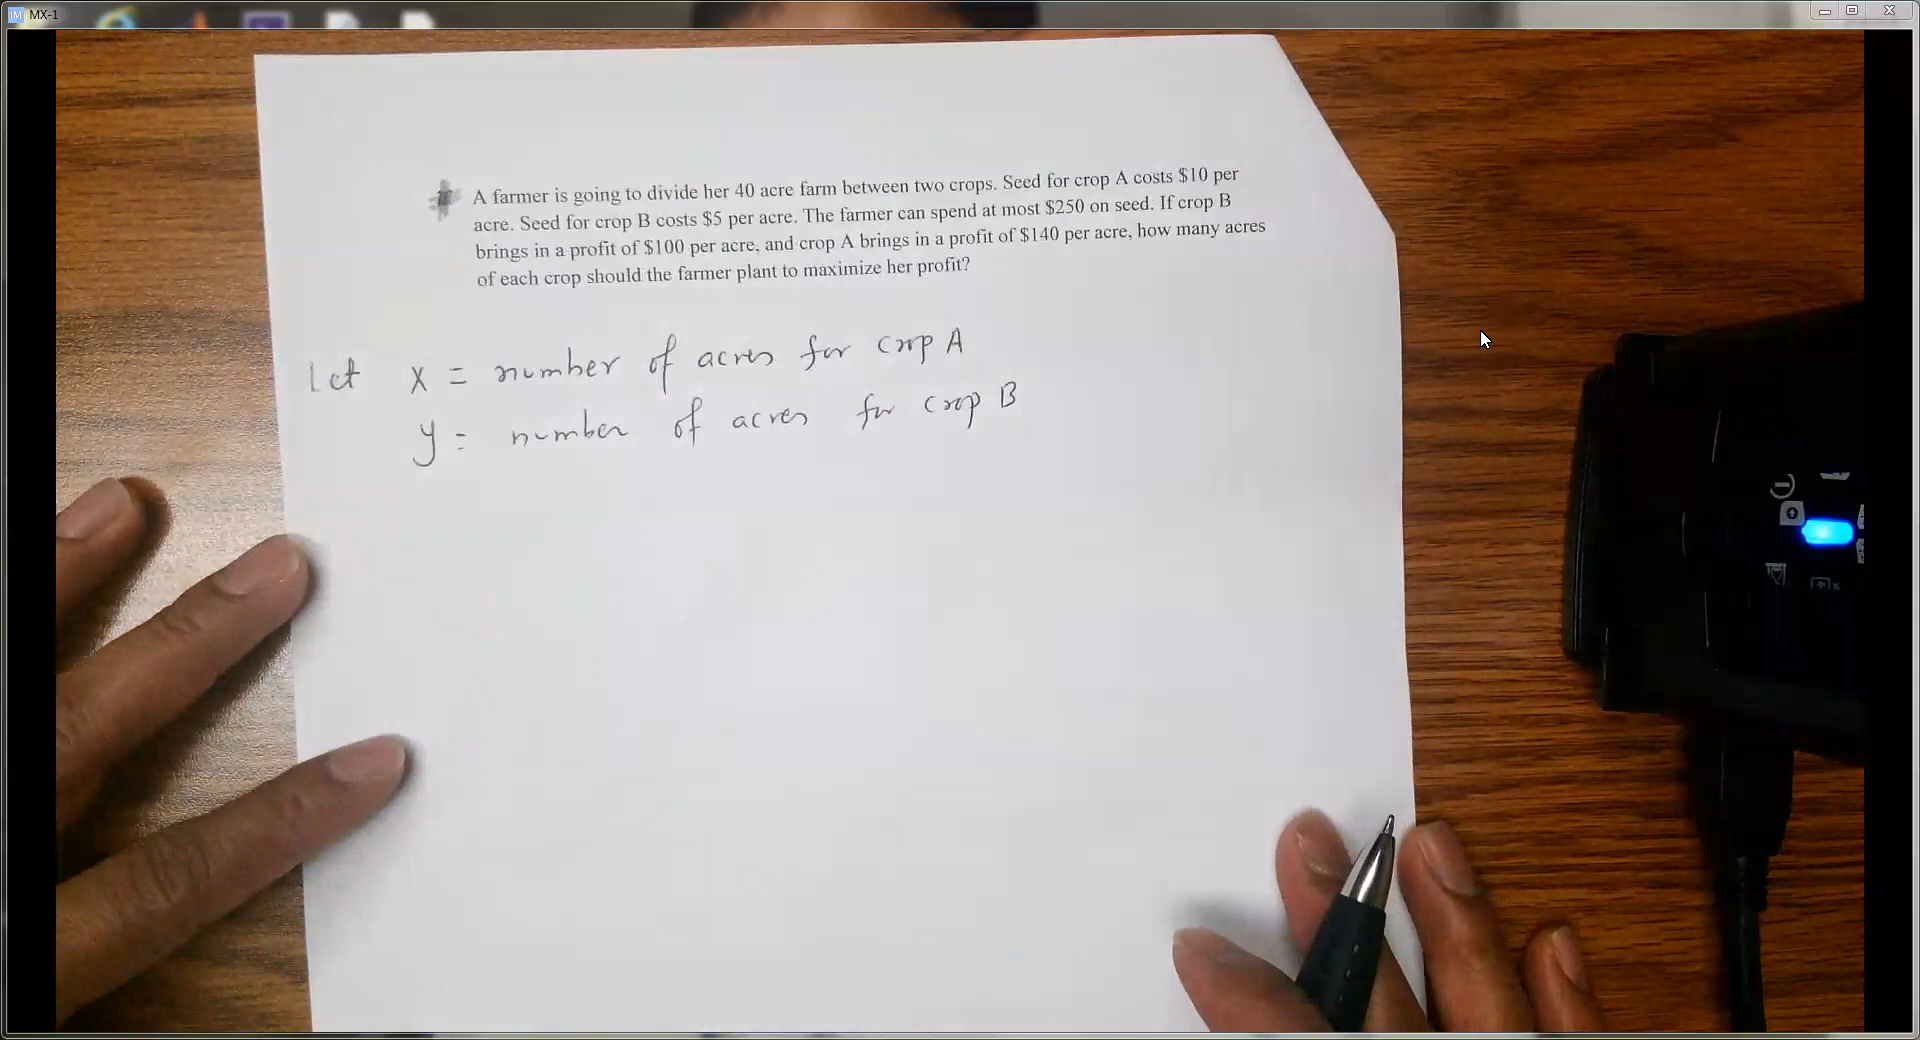 MX-1
A farmer is going to divide her 40 acre farm between two crops. Seed for crop A costs $10 per
acre. Seed for crop B costs $5 per acre. The farmer can spend at most $250 on seed. If crop B
brings in a profit of $100 per acre, and crop A brings in a profit of $140 per acre, how many acres
of each crop should the farmer plant to maximize her profit?
Let x = number of acres for crop A
y = number of acres for crop B